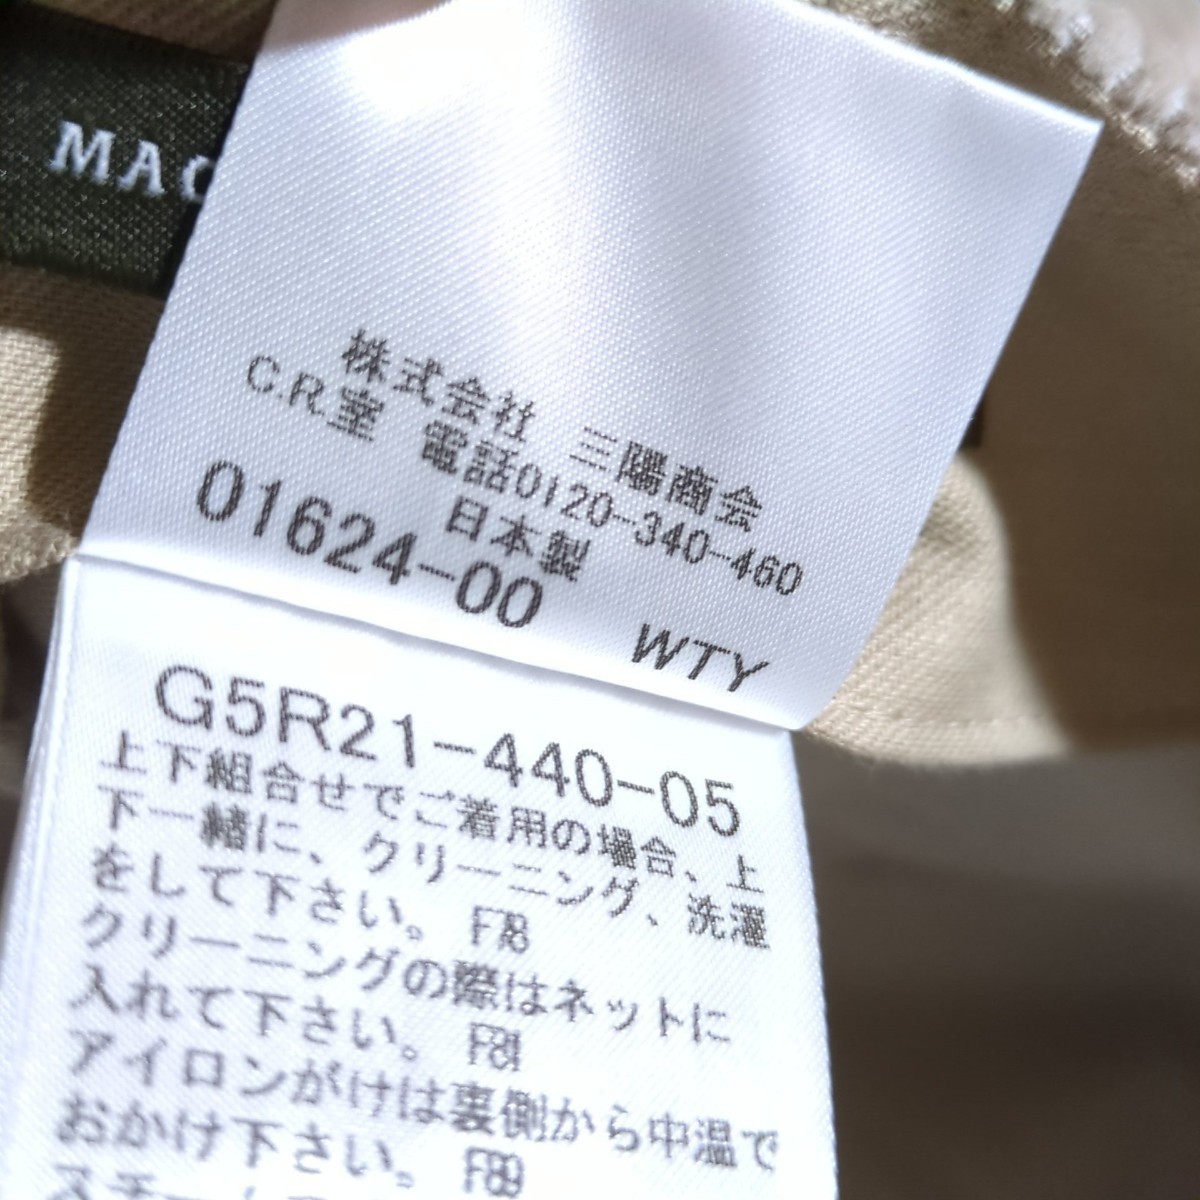 MAC
株式会社 三陽商会
C.R.室 電話0120-340-460
日本製
01624-00
WTY
G5R21-440-05
上下組合せでご着用の場合、上
下一緒に、クリーニング、洗濯
をして下さい。 F78
クリーニングの際はネットに
入れて下さい。 F81
アイロンがけは裏側から中温で
おかけ下さい。 F89
スチーム